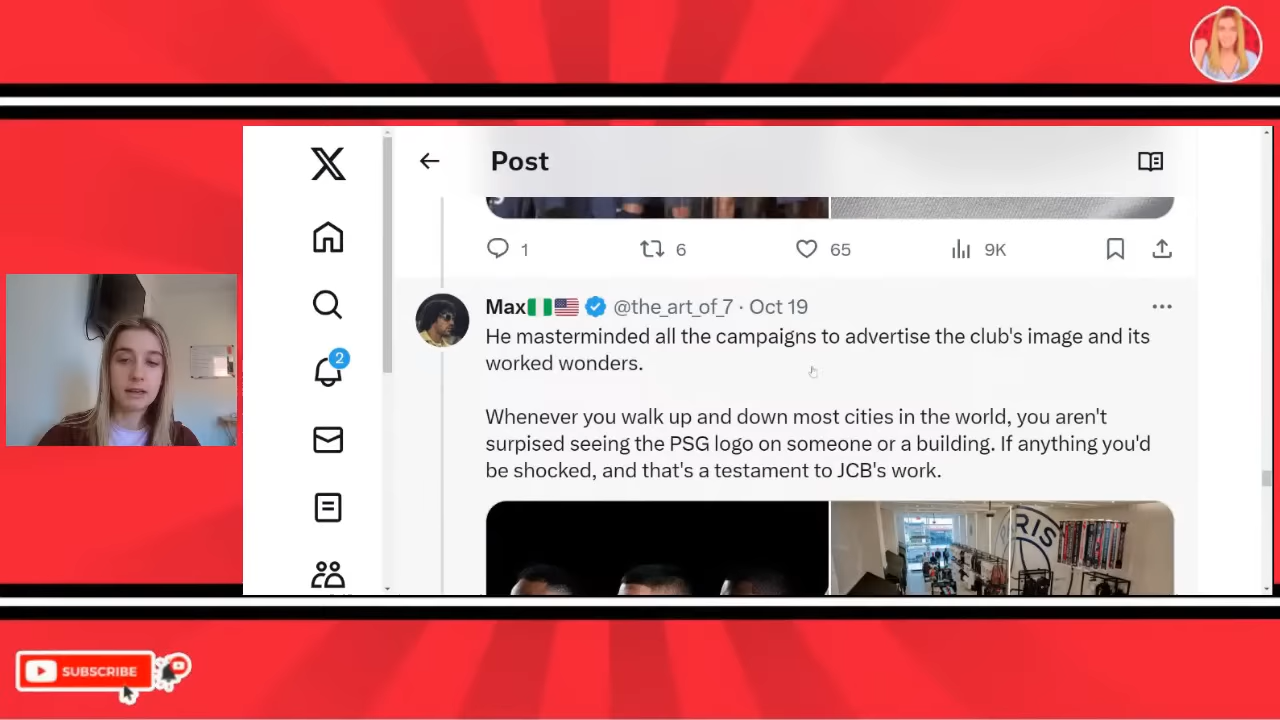 Post
1 6 65 9K
Max @the_art_of_7 · Oct 19
He masterminded all the campaigns to advertise the club's image and its
worked wonders.
2
Whenever you walk up and down most cities in the world, you aren't
surpised seeing the PSG logo on someone or a building. If anything you'd
be shocked, and that's a testament to JCB's work.
RIS
SUBSCRIBE